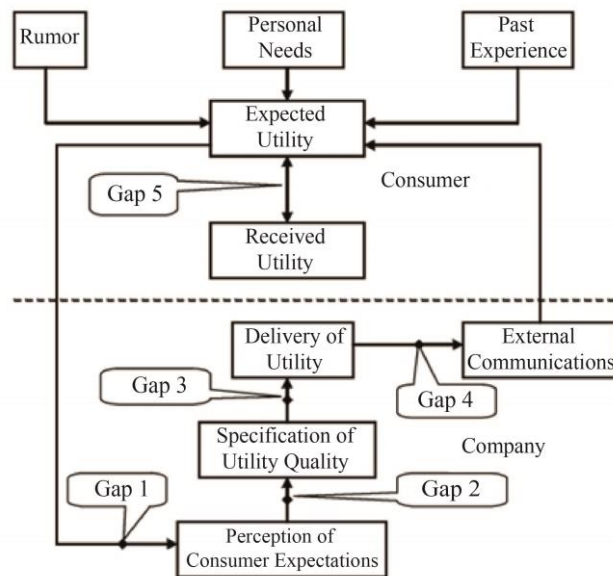 Rumor
Personal
Needs
Past
Experience
Expected
Utility
Gap 5
Consumer
Received
Utility
Delivery of
Utility
External
Communications
Gap 3
Gap 4
Specification of
Utility Quality
Company
Gap 1
Gap 2
Perception of
Consumer Expectations